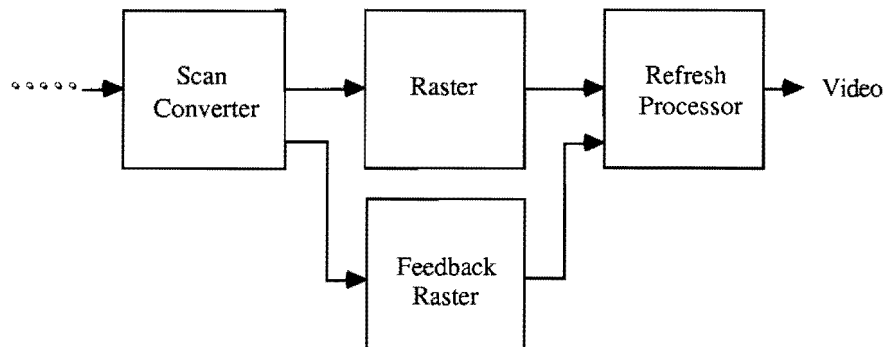 Scan
Converter
Raster
Refresh
Processor
Video
Feedback
Raster